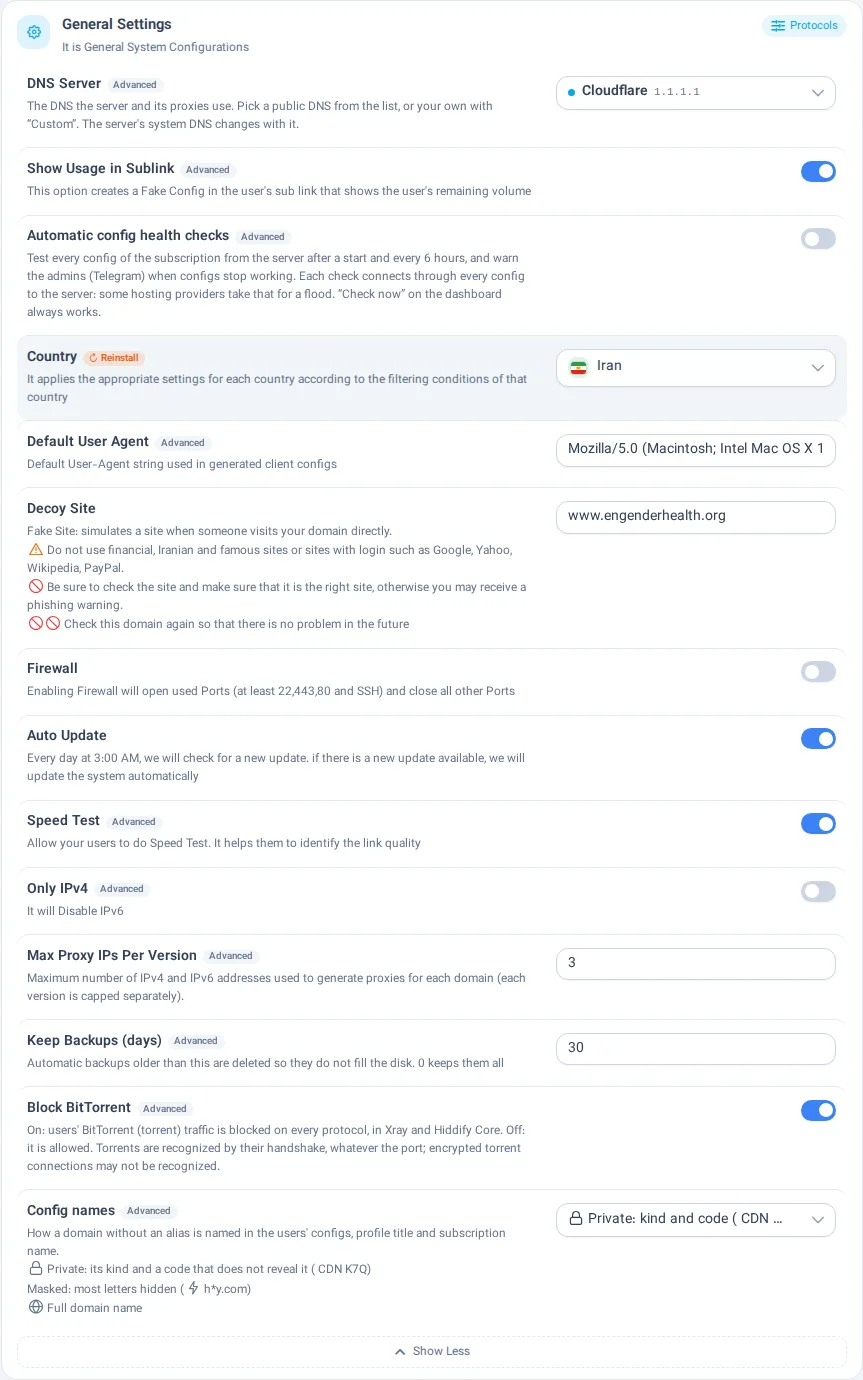 General Settings
Protocols
It is General System Configurations
DNS Server Advanced
Cloudflare 1.1.1.1
The DNS the server and its proxies use. Pick a public DNS from the list, or your own with
“Custom”. The server's system DNS changes with it.
Show Usage in Sublink Advanced
This option creates a Fake Config in the user's sub link that shows the user's remaining volume
Automatic config health checks Advanced
Test every config of the subscription from the server after a start and every 6 hours, and warn
the admins (Telegram) when configs stop working. Each check connects through every config
to the server: some hosting providers take that for a flood. “Check now” on the dashboard
always works.
Country Reinstall
Iran
It applies the appropriate settings for each country according to the filtering conditions of that
country
Default User Agent Advanced
Mozilla/5.0 (Macintosh; Intel Mac OS X 1
Default User-Agent string used in generated client configs
Decoy Site
www.engenderhealth.org
Fake Site: simulates a site when someone visits your domain directly.
⚠ Do not use financial, Iranian and famous sites or sites with login such as Google, Yahoo,
Wikipedia, PayPal.
🚫 Be sure to check the site and make sure that it is the right site, otherwise you may receive a
phishing warning.
🚫🚫 Check this domain again so that there is no problem in the future
Firewall
Enabling Firewall will open used Ports (at least 22,443,80 and SSH) and close all other Ports
Auto Update
Every day at 3:00 AM, we will check for a new update. if there is a new update available, we will
update the system automatically
Speed Test Advanced
Allow your users to do Speed Test. It helps them to identify the link quality
Only IPv4 Advanced
It will Disable IPv6
Max Proxy IPs Per Version Advanced
3
Maximum number of IPv4 and IPv6 addresses used to generate proxies for each domain (each
version is capped separately).
Keep Backups (days) Advanced
30
Automatic backups older than this are deleted so they do not fill the disk. 0 keeps them all
Block BitTorrent Advanced
On: users' BitTorrent (torrent) traffic is blocked on every protocol, in Xray and Hiddify Core. Off:
it is allowed. Torrents are recognized by their handshake, whatever the port; encrypted torrent
connections may not be recognized.
Config names Advanced
Private: kind and code ( CDN ...
How a domain without an alias is named in the users' configs, profile title and subscription
name.
Private: its kind and a code that does not reveal it ( CDN K7Q)
Masked: most letters hidden ( ⚡ h*y.com)
Full domain name
Show Less